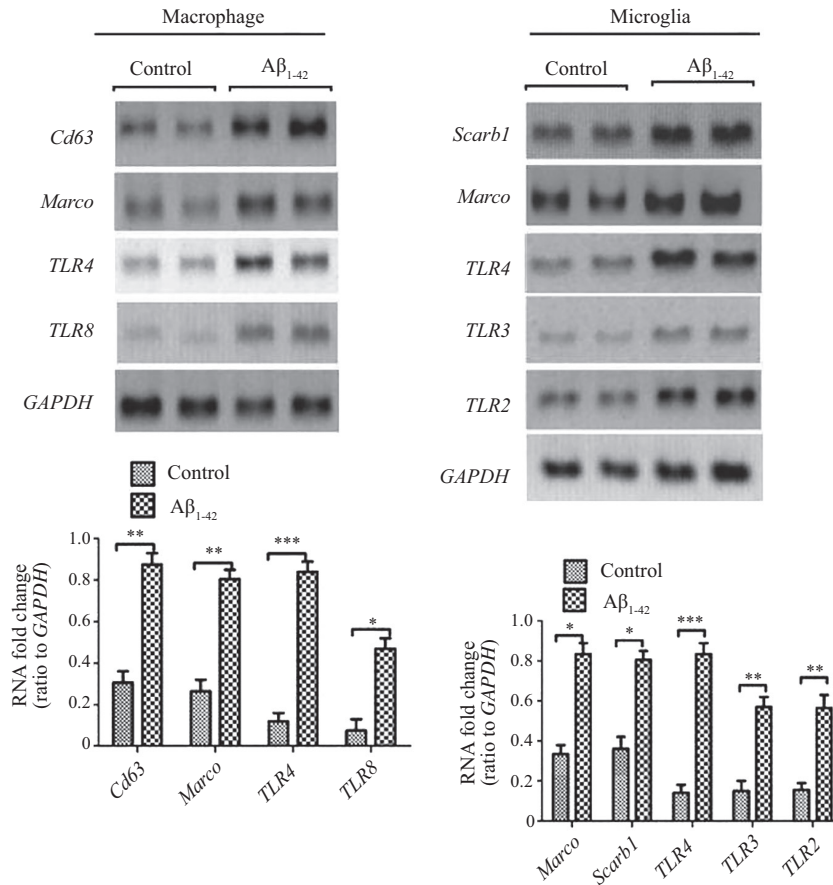 Macrophage
Control Aβ1-42
Cd63
Marco
TLR4
TLR8
GAPDH
Control
Aβ1-42
RNA fold change
(ratio to GAPDH)
1.0
0.8
0.6
0.4
0.2
0
** ** *** *
Cd63 Marco TLR4 TLR8
Microglia
Control Aβ1-42
Scarb1
Marco
TLR4
TLR3
TLR2
GAPDH
Control
Aβ1-42
RNA fold change
(ratio to GAPDH)
1.0
0.8
0.6
0.4
0.2
0
* * *** ** **
Marco Scarb1 TLR4 TLR3 TLR2